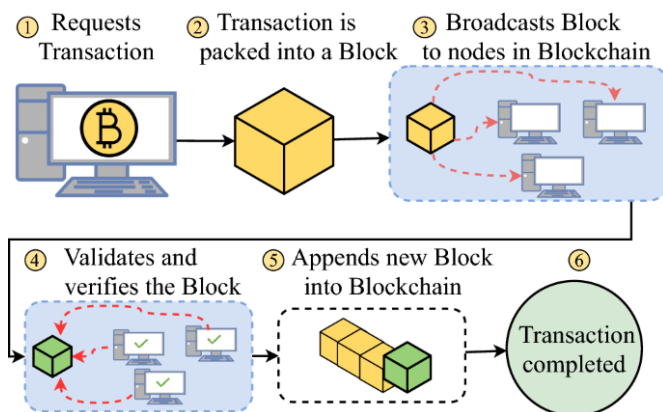 1 Requests
Transaction
2 Transaction is
packed into a Block
3 Broadcasts Block
to nodes in Blockchain
4 Validates and
verifies the Block
5 Appends new Block
into Blockchain
6
Transaction
completed